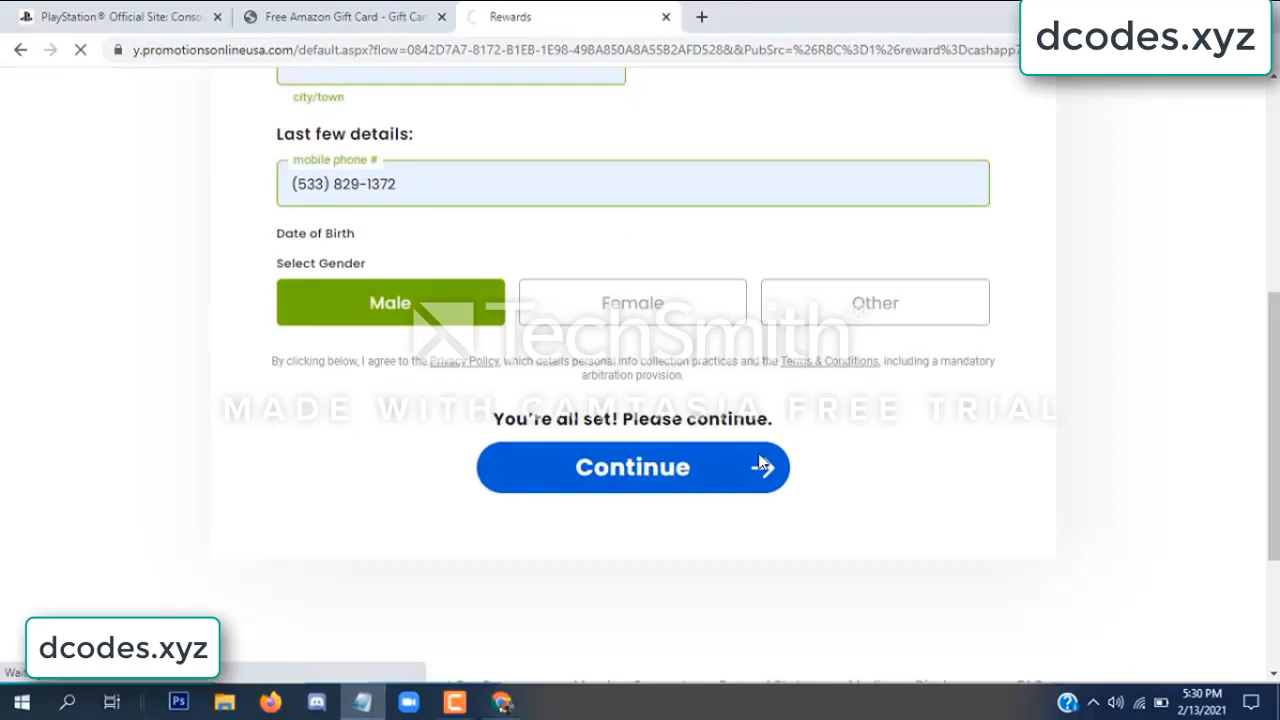 PlayStation® Official Site: Conso
Free Amazon Gift Card - Gift Car
Rewards
y.promotionsonlineusa.com/default.aspx?flow=0842D7A7-8172-B1EB-1E98-49BA850A8A55B2AFD528&&PubSrc=%26RBC%3D1%26reward%3Dcashapp
dcodes.xyz
city/town
Last few details:
mobile phone #
(533) 829-1372
Date of Birth
Select Gender
Male
Female
Other
TechSmith
By clicking below, I agree to the Privacy Policy, which details personal info collection practices and the Terms & Conditions, including a mandatory
arbitration provision.
MADE WITH CAMTASIA FREE TRIAL
You're all set! Please continue.
Continue
dcodes.xyz
Ps
5:30 PM
2/13/2021